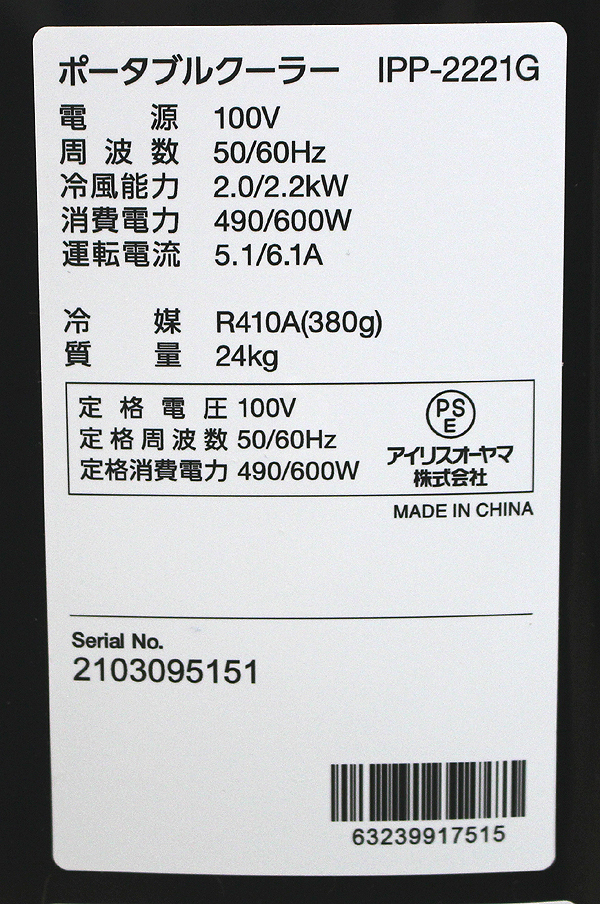 ポータブルクーラー IPP-2221G
電源 100V
周波数 50/60Hz
冷風能力 2.0/2.2kW
消費電力 490/600W
運転電流 5.1/6.1A
冷媒 R410A(380g)
質量 24kg
定格電圧 100V
定格周波数 50/60Hz
定格消費電力 490/600W
PS
E
アイリスオーヤマ
株式会社
MADE IN CHINA
Serial No.
2103095151
63239917515